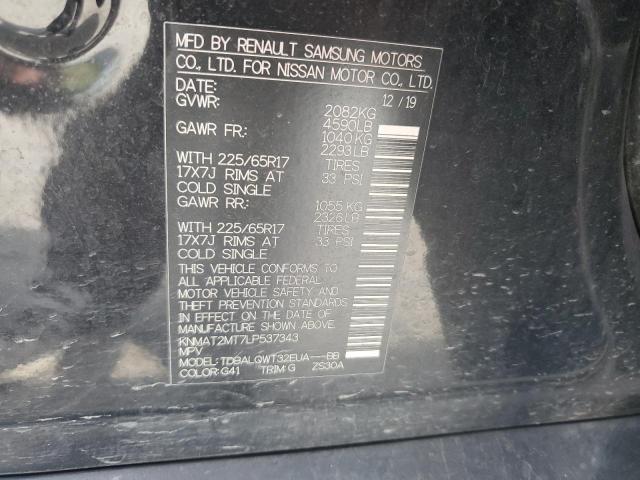 MFD BY RENAULT SAMSUNG MOTORS
CO., LTD. FOR NISSAN MOTOR CO., LTD.
DATE: 12 / 19
GVWR: 2082KG
4590LB
GAWR FR: 1040KG
2293LB
WITH 225/65R17 TIRES
17X7J RIMS AT 33 PSI
COLD SINGLE
GAWR RR: 1055 KG
2326LB
WITH 225/65R17 TIRES
17X7J RIMS AT 33 PSI
COLD SINGLE
THIS VEHICLE CONFORMS TO
ALL APPLICABLE FEDERAL
MOTOR VEHICLE SAFETY AND
THEFT PREVENTION STANDARDS
IN EFFECT ON THE DATE OF
MANUFACTURE SHOWN ABOVE.
KNMAT2MT7LP537343
MPV
MODEL: TDBALQWT32EUA---BB
COLOR: G41 TRIM: G ZS30A